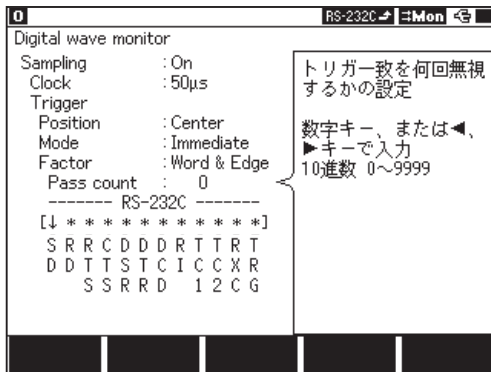 0 RS-232C ⇄Mon
Digital wave monitor
Sampling : On
Clock : 50μs
Trigger
Position : Center
Mode : Immediate
Factor : Word & Edge
Pass count : 0
------- RS-232C -------
[↓ * * * * * * * * * * *]
S R R C D D D R T T R T
D D T T S T C I C C X R
S S R R D 1 2 C G
トリガ一致を何回無視
するかの設定
数字キー、または◀、
▶キーで入力
10進数 0～9999